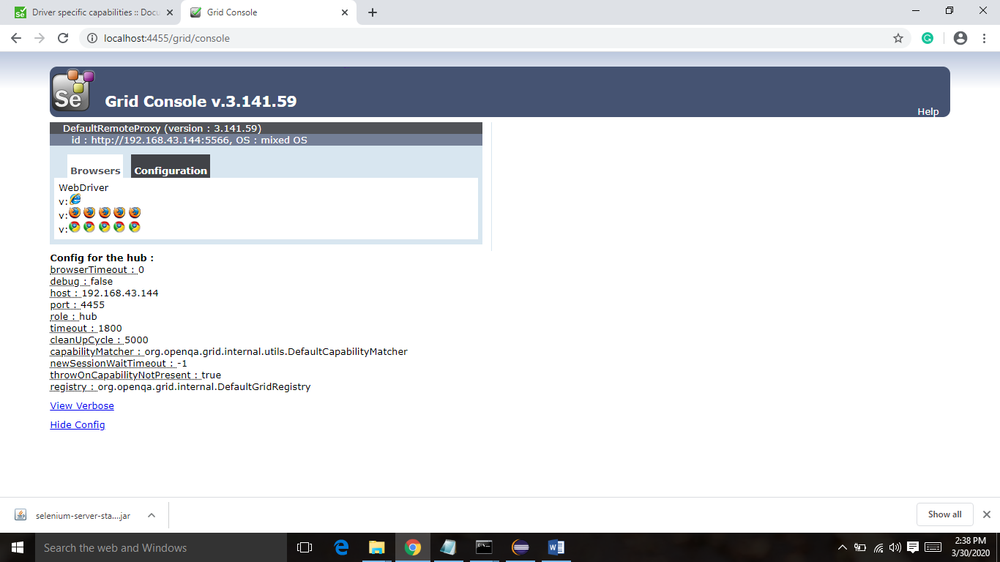 Driver specific capabilities :: Docu
Grid Console
localhost:4455/grid/console
Se
Grid Console v.3.141.59
Help
DefaultRemoteProxy (version : 3.141.59)
id : http://192.168.43.144:5566, OS : mixed OS
Browsers Configuration
WebDriver
v:
v:
v:
Config for the hub :
browserTimeout : 0
debug : false
host : 192.168.43.144
port : 4455
role : hub
timeout : 1800
cleanUpCycle : 5000
capabilityMatcher : org.openqa.grid.internal.utils.DefaultCapabilityMatcher
newSessionWaitTimeout : -1
throwOnCapabilityNotPresent : true
registry : org.openqa.grid.internal.DefaultGridRegistry
View Verbose
Hide Config
selenium-server-sta....jar
Show all
Search the web and Windows
2:38 PM
3/30/2020